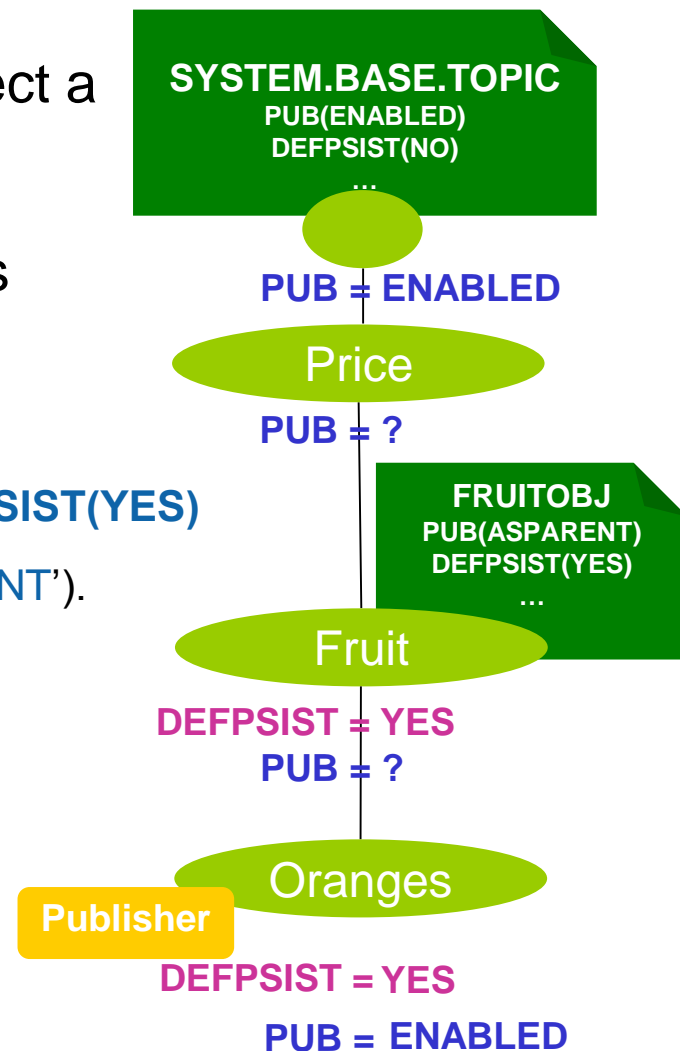 ect a
SYSTEM.BASE.TOPIC
PUB(ENABLED)
DEFPSIST(NO)
...
s
PUB = ENABLED
Price
PUB = ?
SIST(YES)
NT’).
FRUITOBJ
PUB(ASPARENT)
DEFPSIST(YES)
...
Fruit
DEFPSIST = YES
PUB = ?
Oranges
Publisher
DEFPSIST = YES
PUB = ENABLED